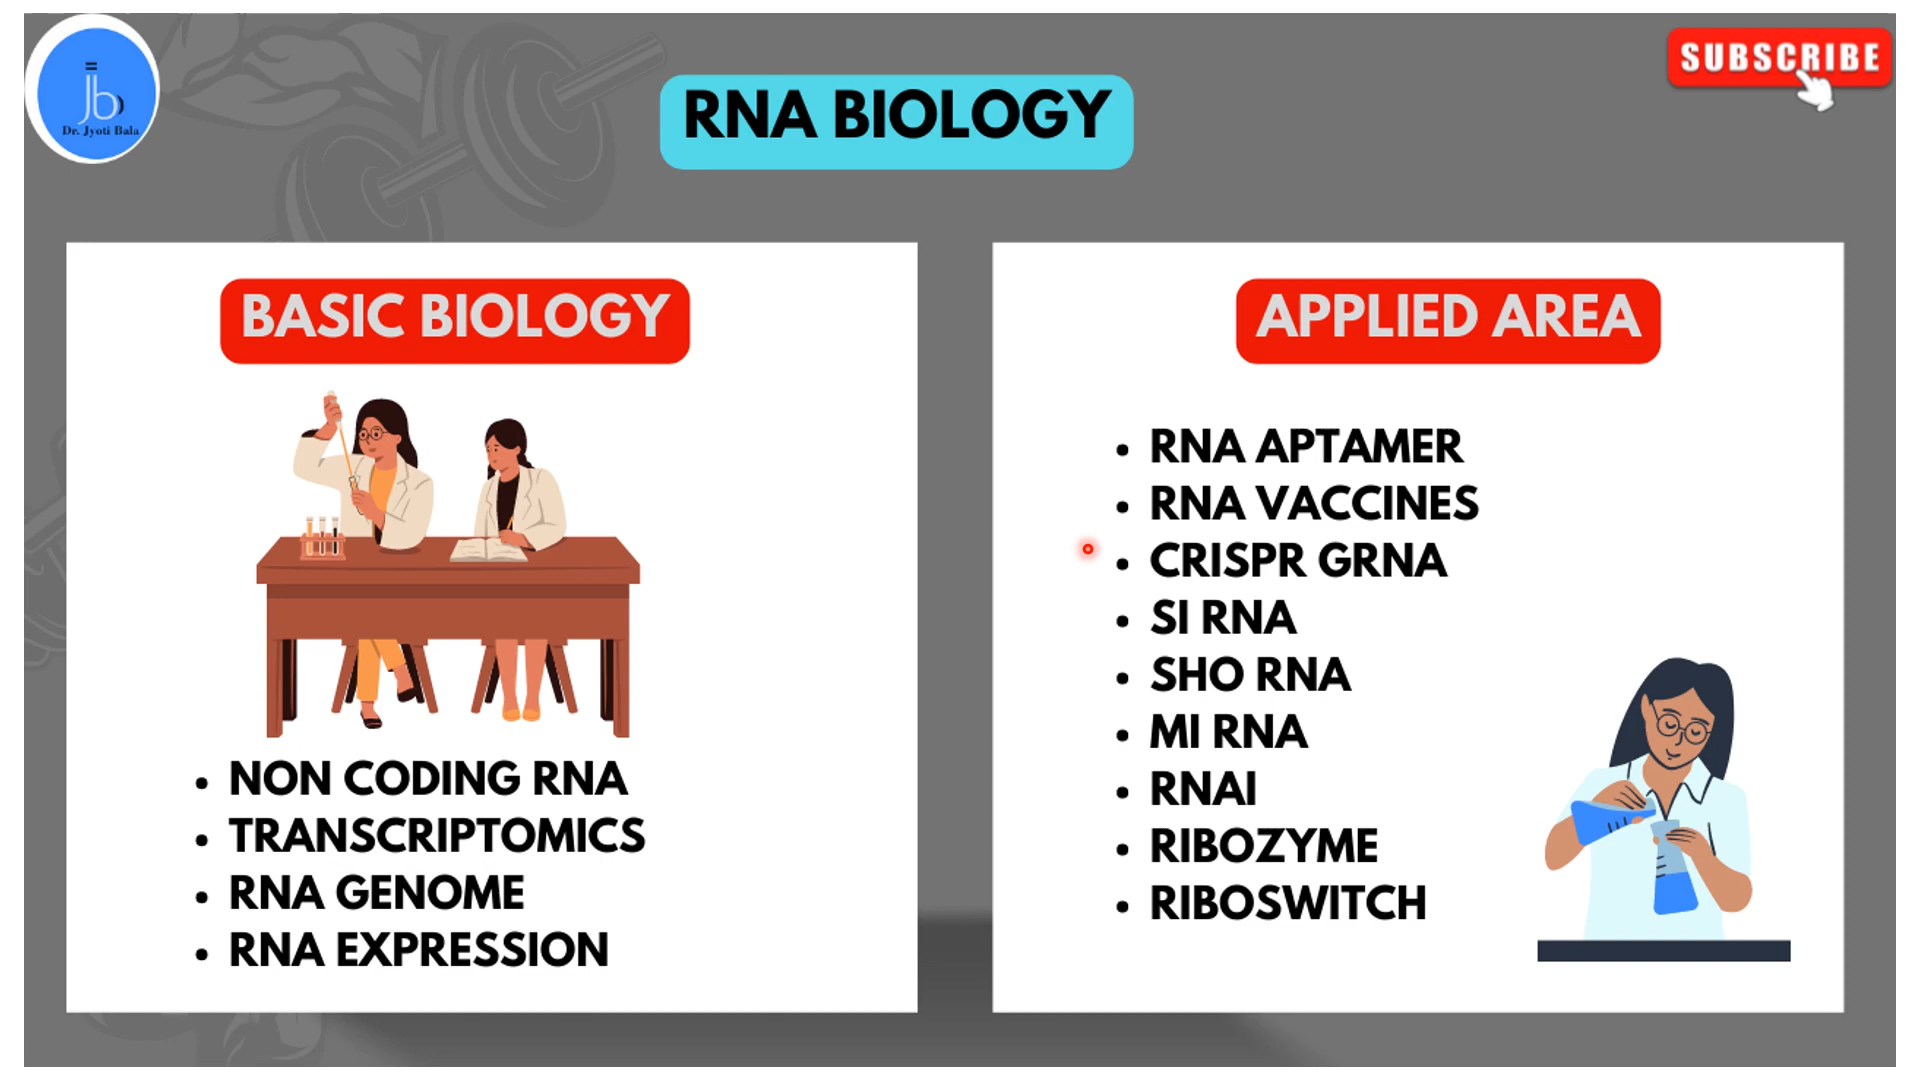 jb
Dr. Jyoti Bala
SUBSCRIBE
RNA BIOLOGY
BASIC BIOLOGY
NON CODING RNA
TRANSCRIPTOMICS
RNA GENOME
RNA EXPRESSION
APPLIED AREA
RNA APTAMER
RNA VACCINES
CRISPR GRNA
SI RNA
SHO RNA
MI RNA
RNAI
RIBOZYME
RIBOSWITCH